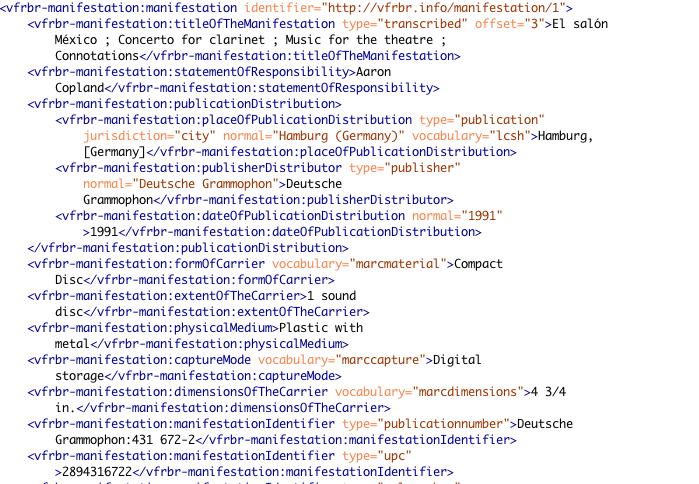 <vfrbr-manifestation:manifestation identifier="http://vfrbr.info/manifestation/1">
<vfrbr-manifestation:titleOfTheManifestation type="transcribed" offset="3">El salón
México ; Concerto for clarinet ; Music for the theatre ;
Connotations</vfrbr-manifestation:titleOfTheManifestation>
<vfrbr-manifestation:statementOfResponsibility>Aaron
Copland</vfrbr-manifestation:statementOfResponsibility>
<vfrbr-manifestation:publicationDistribution>
<vfrbr-manifestation:placeOfPublicationDistribution type="publication"
jurisdiction="city" normal="Hamburg (Germany)" vocabulary="lcsh">Hamburg,
[Germany]</vfrbr-manifestation:placeOfPublicationDistribution>
<vfrbr-manifestation:publisherDistributor type="publisher"
normal="Deutsche Grammophon">Deutsche
Grammophon</vfrbr-manifestation:publisherDistributor>
<vfrbr-manifestation:dateOfPublicationDistribution normal="1991"
>1991</vfrbr-manifestation:dateOfPublicationDistribution>
</vfrbr-manifestation:publicationDistribution>
<vfrbr-manifestation:formOfCarrier vocabulary="marcmaterial">Compact
Disc</vfrbr-manifestation:formOfCarrier>
<vfrbr-manifestation:extentOfTheCarrier>1 sound
disc</vfrbr-manifestation:extentOfTheCarrier>
<vfrbr-manifestation:physicalMedium>Plastic with
metal</vfrbr-manifestation:physicalMedium>
<vfrbr-manifestation:captureMode vocabulary="marccapture">Digital
storage</vfrbr-manifestation:captureMode>
<vfrbr-manifestation:dimensionsOfTheCarrier vocabulary="marcdimensions">4 3/4
in.</vfrbr-manifestation:dimensionsOfTheCarrier>
<vfrbr-manifestation:manifestationIdentifier type="publicationnumber">Deutsche
Grammophon:431 672-2</vfrbr-manifestation:manifestationIdentifier>
<vfrbr-manifestation:manifestationIdentifier type="upc"
>2894316722</vfrbr-manifestation:manifestationIdentifier>